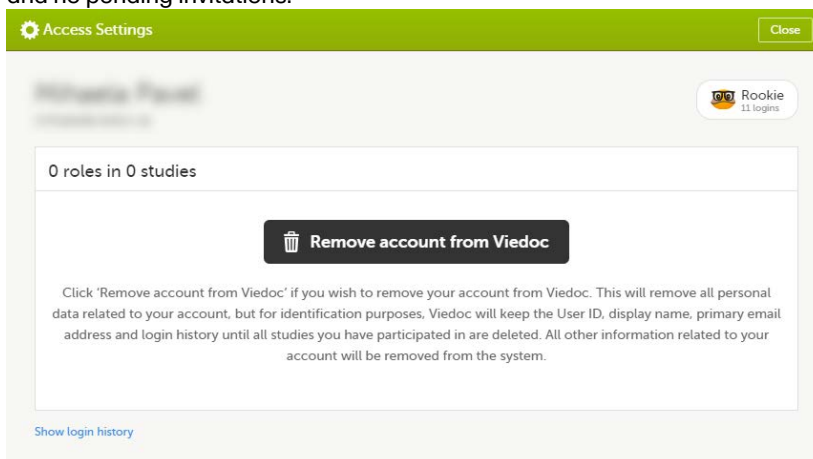 and no pending invitations.
Access Settings
Close
Rookie
11 logins
0 roles in 0 studies
Remove account from Viedoc
Click 'Remove account from Viedoc' if you wish to remove your account from Viedoc. This will remove all personal
data related to your account, but for identification purposes, Viedoc will keep the User ID, display name, primary email
address and login history until all studies you have participated in are deleted. All other information related to your
account will be removed from the system.
Show login history